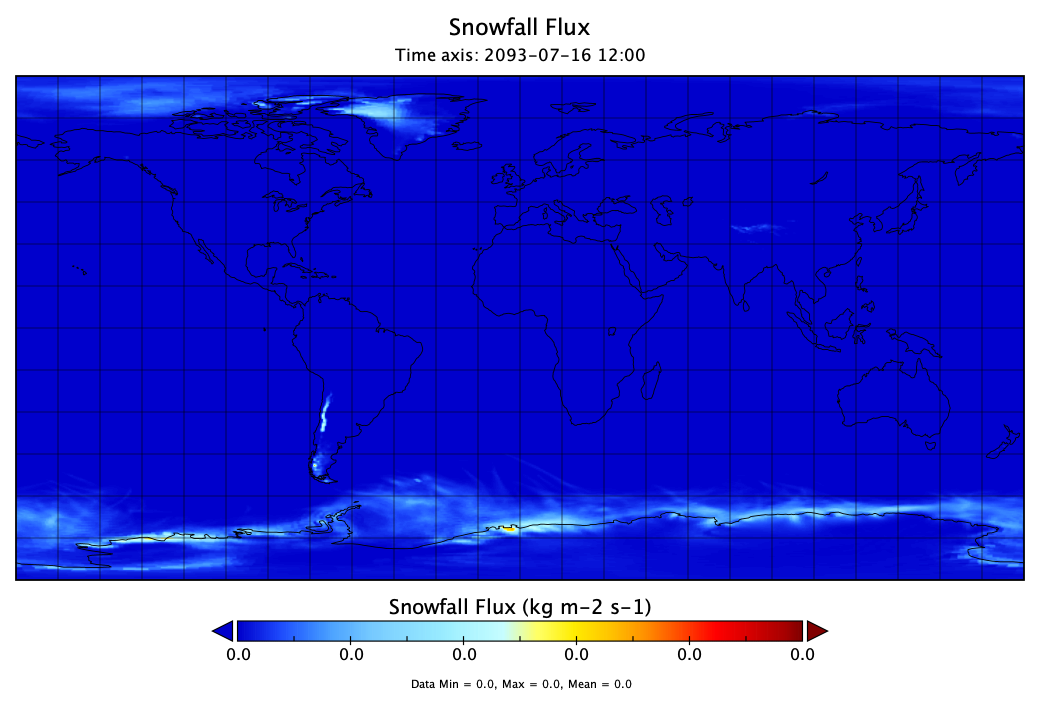 Snowfall Flux
Time axis: 2093-07-16 12:00
Snowfall Flux (kg m-2 s-1)
0.0 0.0 0.0 0.0 0.0 0.0
Data Min = 0.0, Max = 0.0, Mean = 0.0